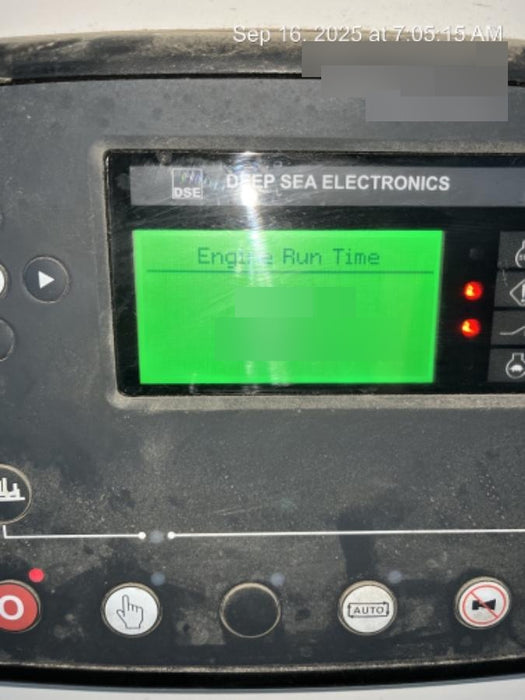 Sep 16, 2025 at 7:05:15 AM
DSE
DEEP SEA ELECTRONICS
Engine Run Time
AUTO